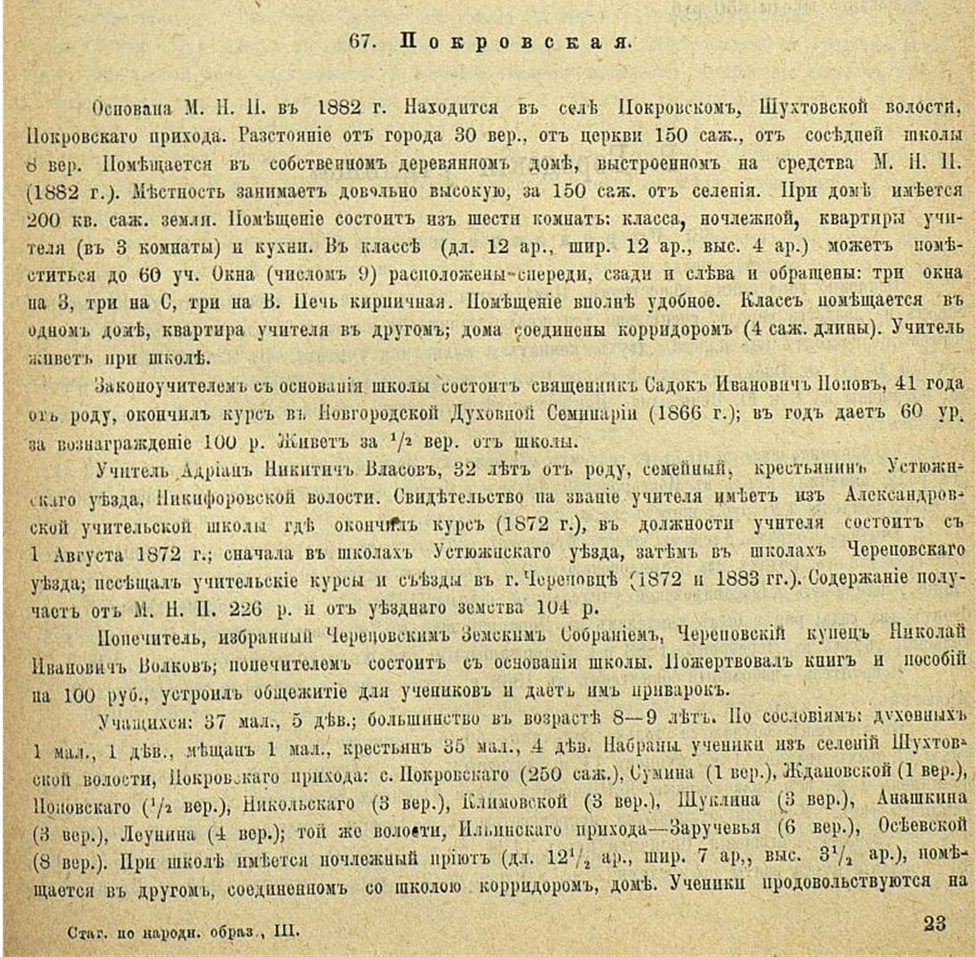 67. Покровская.
Основана М. Н. П. въ 1882 г. Находится въ селѣ Покровскомъ, Шухтовской волости,
Покровскаго прихода. Разстояніе отъ города 30 вер., отъ церкви 150 саж., отъ сосѣдней школы
8 вер. Помѣщается въ собственномъ деревянномъ домѣ, выстроенномъ на средства М. Н. П.
(1882 г.). Мѣстность занимаетъ довольно высокую, за 150 саж. отъ селенія. При домѣ имѣется
200 кв. саж. земли. Помѣщеніе состоитъ изъ шести комнатъ: класса, ночлежной, квартиры учи-
теля (въ 3 комнаты) и кухни. Въ классѣ (дл. 12 ар., шир. 12 ар., выс. 4 ар.) можетъ помѣ-
ститься до 60 уч. Окна (числомъ 9) расположены спереди, сзади и слѣва и обращены: три окна
на З, три на С, три на В. Печь кирпичная. Помѣщеніе вполнѣ удобное. Классъ помѣщается въ
одномъ домѣ, квартира учителя въ другомъ; дома соединены корридоромъ (4 саж. длины). Учитель
живетъ при школѣ.
Законоучителемъ съ основанія школы состоитъ священникъ Садокъ Ивановичъ Поповъ, 41 года
отъ роду, окончилъ курсъ въ Новгородской Духовной Семинаріи (1866 г.); въ годъ даетъ 60 ур.
за вознагражденіе 100 р. Живетъ за 1/2 вер. отъ школы.
Учитель Адріанъ Никитичъ Власовъ, 32 лѣтъ отъ роду, семейный, крестьянинъ Устюжн-
скаго уѣзда, Никифоровской волости. Свидѣтельство на званіе учителя имѣетъ изъ Александров-
ской учительской школы гдѣ окончилъ курсъ (1872 г.), въ должности учителя состоитъ съ
1 Августа 1872 г.; сначала въ школахъ Устюжнскаго уѣзда, затѣмъ въ школахъ Череповскаго
уѣзда; посѣщалъ учительскіе курсы и съѣзды въ г. Череповцѣ (1872 и 1883 гг.). Содержаніе полу-
чаетъ отъ М. Н. П. 226 р. и отъ уѣзднаго земства 104 р.
Попечитель, избранный Череповскимъ Земскимъ Собраніемъ, Череповскій купецъ Николай
Ивановичъ Волковъ; попечителемъ состоитъ съ основанія школы. Пожертвовалъ книгъ и пособій
на 100 руб., устроилъ общежитіе для учениковъ и даетъ имъ приварокъ.
Учащихся: 37 мал., 5 дѣв.; большинство въ возрастѣ 8—9 лѣтъ. По сословіямъ: духовныхъ
1 мал., 1 дѣв., мѣщанъ 1 мал., крестьянъ 35 мал., 4 дѣв. Набраны ученики изъ селеній Шухтов-
ской волости, Покровскаго прихода: с. Покровскаго (250 саж.), Сумина (1 вер.), Ждановской (1 вер.),
Поповскаго (1/2 вер.), Никольскаго (3 вер.), Климовской (3 вер.), Шуклина (3 вер.), Анашкина
(3 вер.), Леунина (4 вер.); той же волости, Ильинскаго прихода—Заручевья (6 вер.), Осѣевской
(8 вер.). При школѣ имѣется ночлежный пріютъ (дл. 12 1/2 ар., шир. 7 ар,, выс. 3 1/2 ар.), помѣ-
щается въ другомъ, соединенномъ со школою корридоромъ, домѣ. Ученики продовольствуются на
Стат. по народн. образ., III.
23